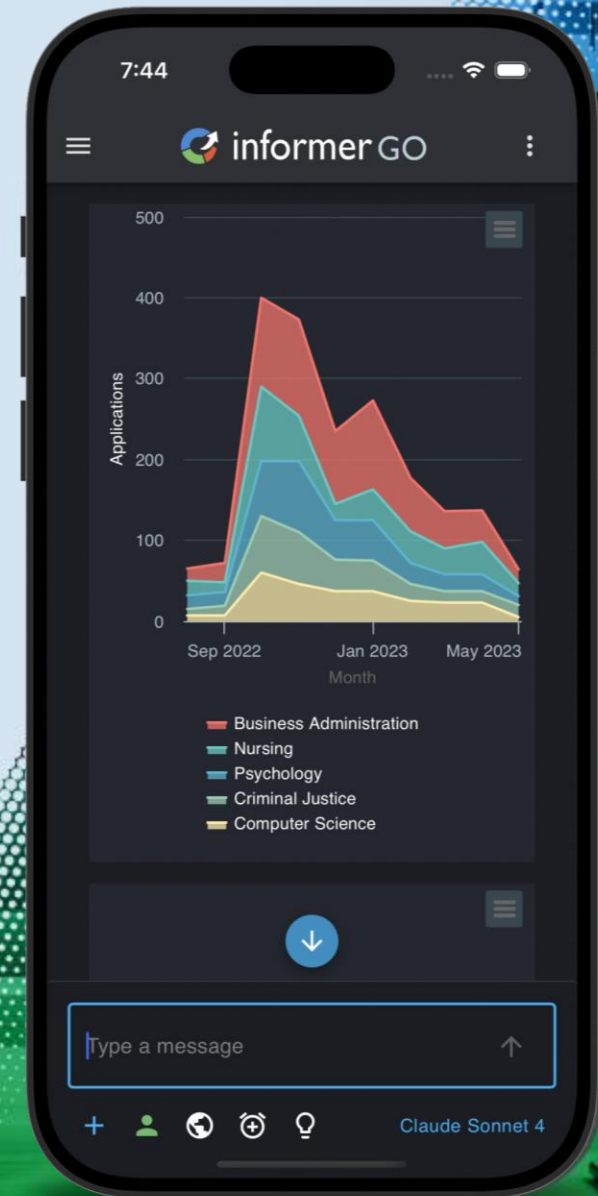 7:44
informer GO
500
400
300
200
100
0
Applications
Sep 2022 Jan 2023 May 2023
Month
Business Administration
Nursing
Psychology
Criminal Justice
Computer Science
Type a message
Claude Sonnet 4